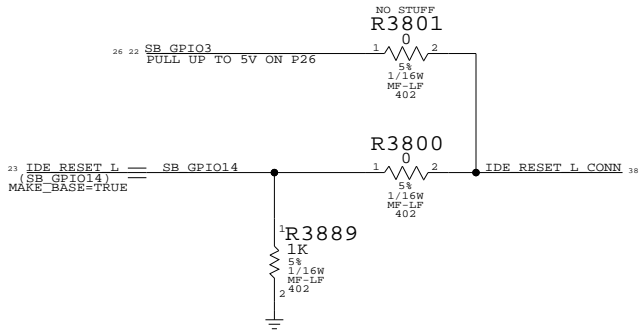 NO STUFF
R3801
0
26 22 SB_GPIO3 1 2
PULL UP TO 5V ON P26
5%
1/16W
MF-LF
402
R3800
0
23 IDE_RESET_L SB_GPIO14 1 2 IDE_RESET_L_CONN 38
(SB_GPIO14)
MAKE_BASE=TRUE
5%
1/16W
MF-LF
402
1 R3889
1K
5%
1/16W
MF-LF
2 402